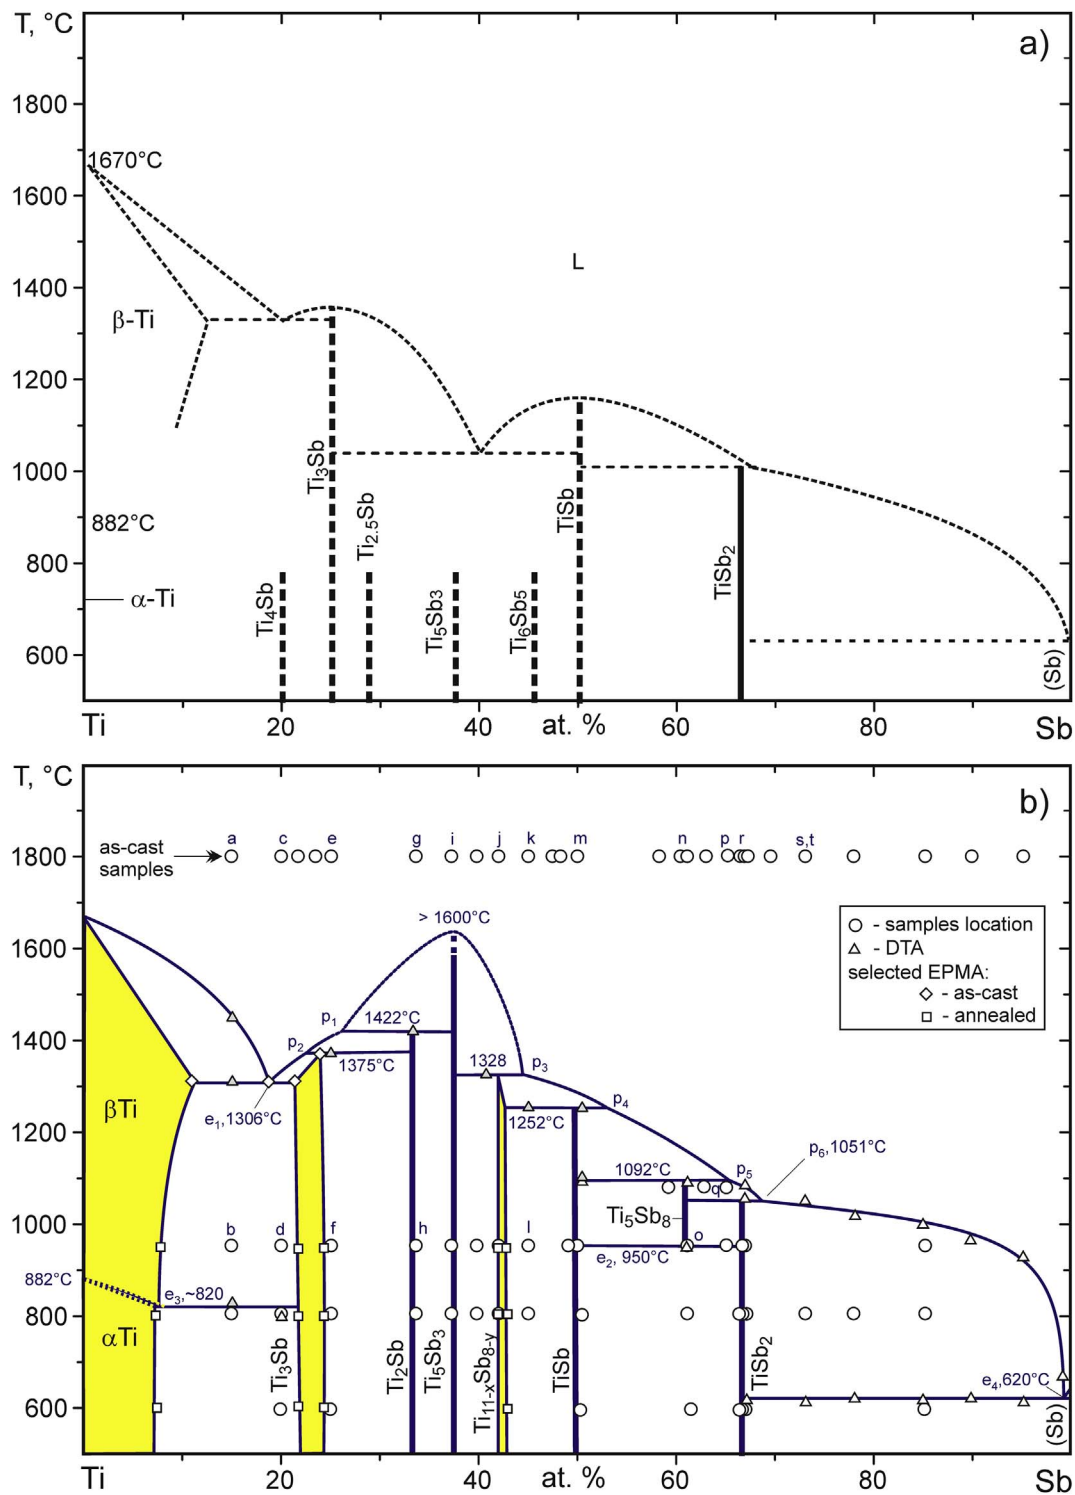 T, °C
a)
1800
1670°C
1600
L
1400
β-Ti
1200
1000
Ti3Sb
Ti2.5Sb
TiSb
882°C
800
TiSb2
α-Ti
Ti4Sb
Ti5Sb3
Ti6Sb5
600
(Sb)
Ti
20
40
at. %
60
80
Sb
T, °C
b)
a c e g i j k m n p r s,t
as-cast
samples
1800
> 1600°C
○ - samples location
△ - DTA
selected EPMA:
◇ - as-cast
□ - annealed
1600
p1
1422°C
1400
p2
1375°C
1328
p3
βTi
e1,1306°C
1252°C
p4
1200
p6,1051°C
1092°C
p5
q
Ti5Sb8
1000
b d f h l o
e2, 950°C
882°C
e3,~820
800
αTi
Ti3Sb
Ti2Sb
Ti5Sb3
Ti11-xSb8-y
TiSb
TiSb2
e4,620°C
600
(Sb)
Ti
20
40
at. %
60
80
Sb